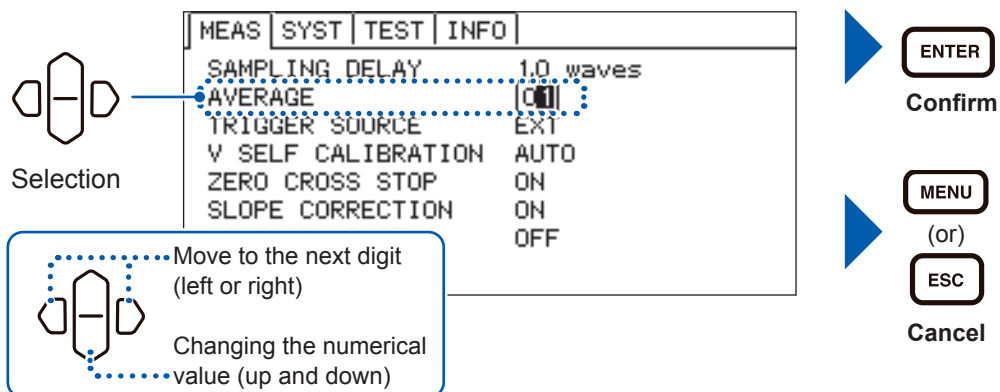 MEAS SYST TEST INFO
SAMPLING DELAY 1.0 waves
AVERAGE 01
TRIGGER SOURCE EXT
V SELF CALIBRATION AUTO
ZERO CROSS STOP ON
SLOPE CORRECTION ON
OFF
Selection
Move to the next digit
(left or right)
Changing the numerical
value (up and down)
ENTER
Confirm
MENU
(or)
ESC
Cancel